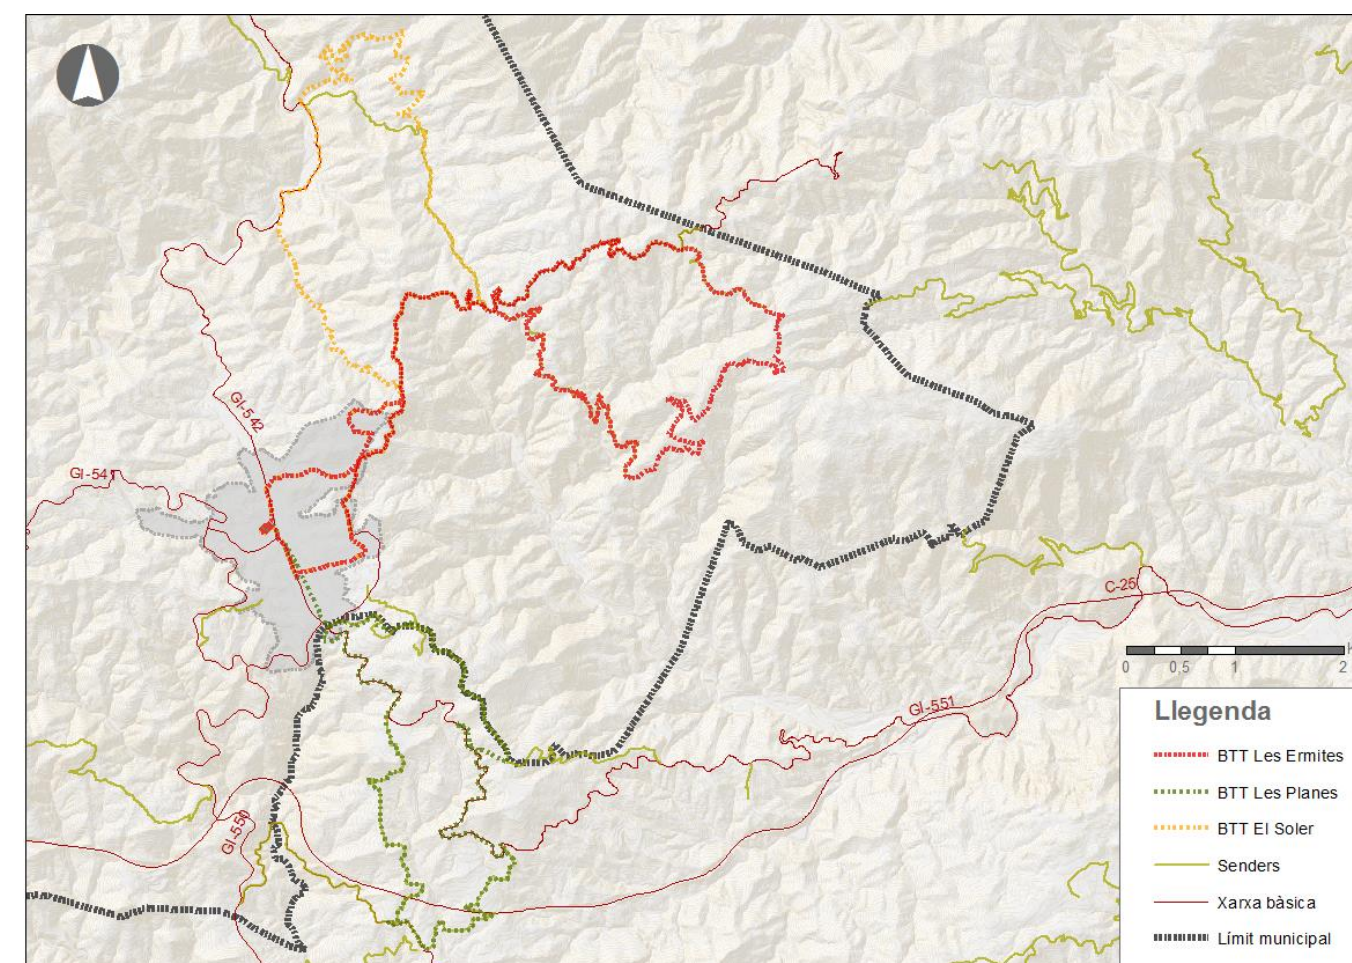 GI-542
GI-541
C-25
GI-551
GI-550
0 0,5 1 2
Llegenda
BTT Les Ermites
BTT Les Planes
BTT El Soler
Senders
Xarxa bàsica
Límit municipal